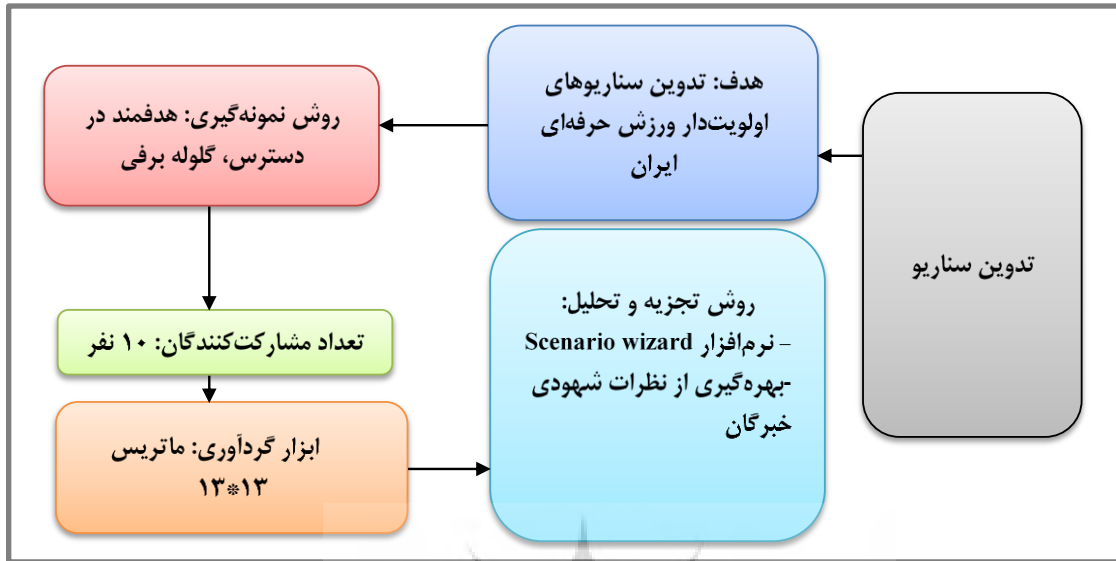 تدوین سناریو
هدف: تدوین سناریوهای
اولویت‌دار ورزش حرفه‌ای
ایران
روش نمونه‌گیری: هدفمند در
دسترس، گلوله برفی
تعداد مشارکت‌کنندگان: ۱۰ نفر
ابزار گردآوری: ماتریس
۱۳*۱۳
روش تجزیه و تحلیل:
– نرم‌افزار Scenario wizard
-بهره‌گیری از نظرات شهودی
خبرگان